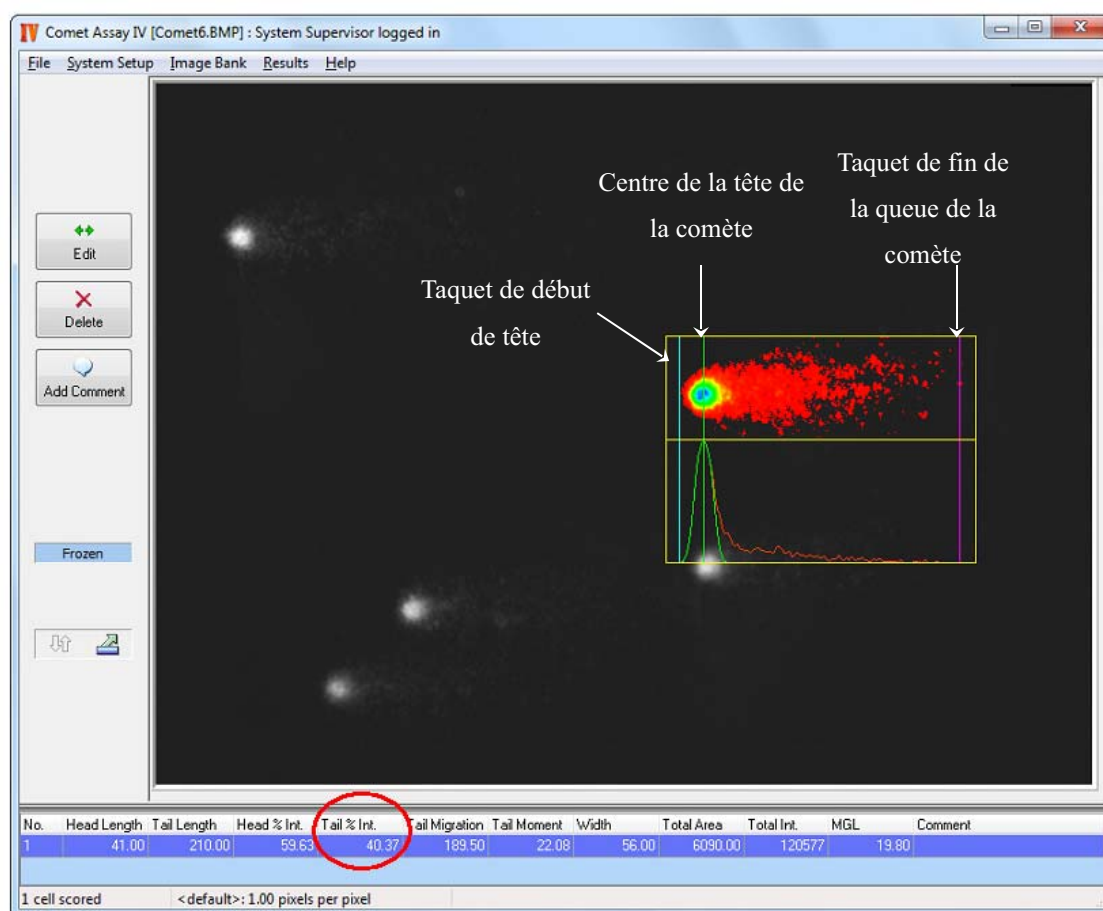 Comet Assay IV [Comet6.BMP] : System Supervisor logged in
File System Setup Image Bank Results Help
Edit
Delete
Add Comment
Frozen
Centre de la tête de
la comète
Taquet de fin de
la queue de la
comète
Taquet de début
de tête
No. Head Length Tail Length Head % Int. Tail % Int. Tail Migration Tail Moment Width Total Area Total Int. MGL Comment
1 41.00 210.00 59.63 40.37 189.50 22.08 56.00 6090.00 120577 19.80
1 cell scored <default>: 1.00 pixels per pixel